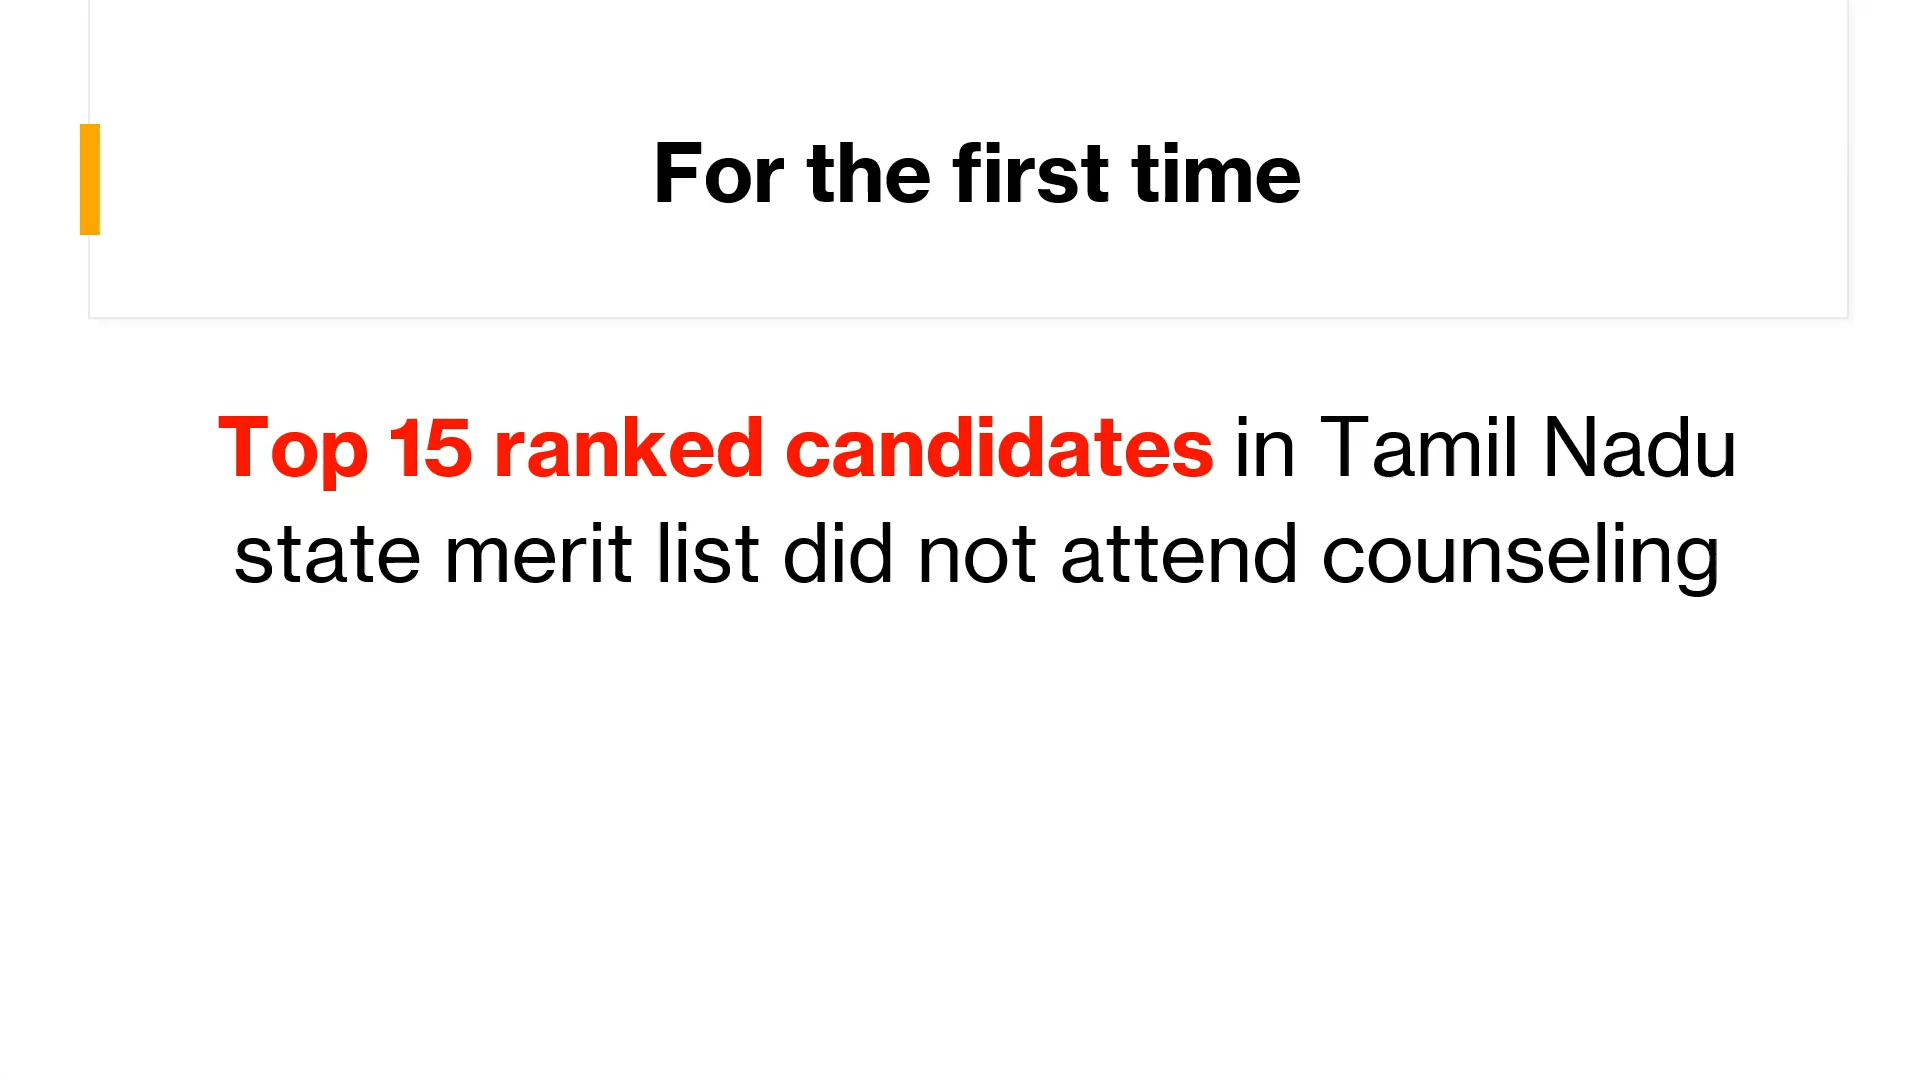 For the first time
Top 15 ranked candidates in Tamil Nadu
state merit list did not attend counseling